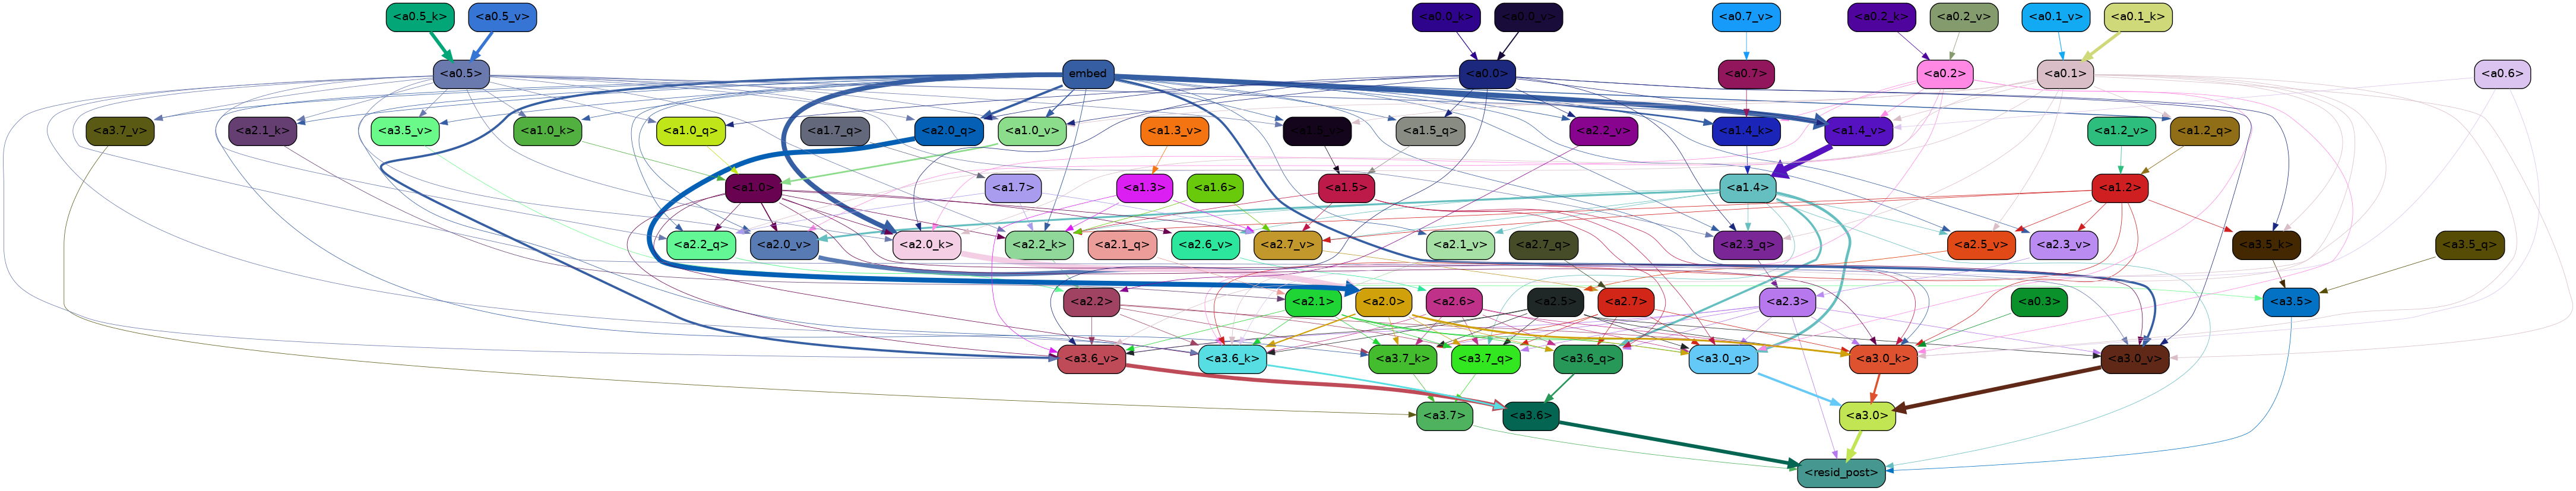 <a0.5_k> <a0.5_v> <a0.0_k> <a0.0_v> <a0.7_v> <a0.2_k> <a0.2_v> <a0.1_v> <a0.1_k>
<a0.5> embed <a0.0> <a0.7> <a0.2> <a0.1> <a0.6>
<a3.7_v> <a2.1_k> <a3.5_v> <a1.0_k> <a1.0_q> <a1.7_q> <a2.0_q> <a1.0_v> <a1.3_v> <a1.5_v> <a1.5_q> <a2.2_v> <a1.4_k> <a1.4_v> <a1.2_v> <a1.2_q>
<a1.0> <a1.7> <a1.3> <a1.6> <a1.5> <a1.4> <a1.2>
<a2.2_q> <a2.0_v> <a2.0_k> <a2.2_k> <a2.1_q> <a2.6_v> <a2.7_v> <a2.1_v> <a2.7_q> <a2.3_q> <a2.5_v> <a2.3_v> <a3.5_k> <a3.5_q>
<a2.2> <a2.1> <a2.0> <a2.6> <a2.5> <a2.7> <a2.3> <a0.3> <a3.5>
<a3.6_v> <a3.6_k> <a3.7_k> <a3.7_q> <a3.6_q> <a3.0_q> <a3.0_k> <a3.0_v>
<a3.7> <a3.6> <a3.0>
<resid_post>